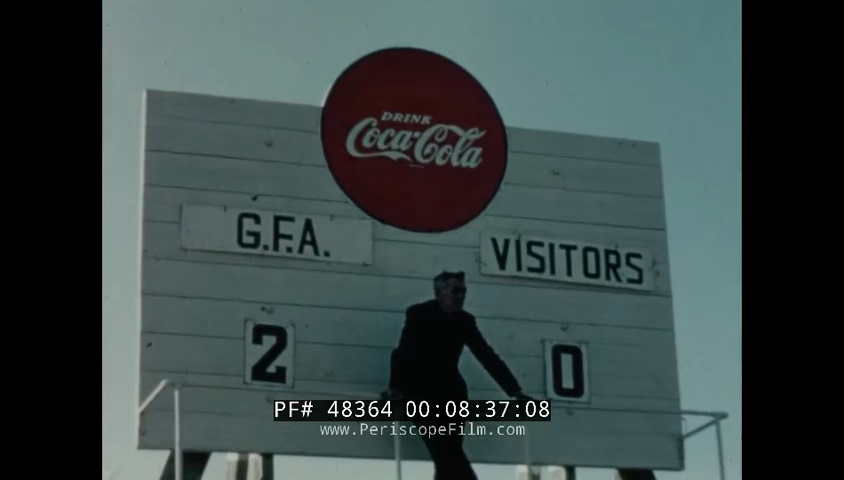 DRINK
Coca-Cola
G.F.A.
VISITORS
2
0
PF# 48364 00:08:37:08
www.PeriscopeFilm.com